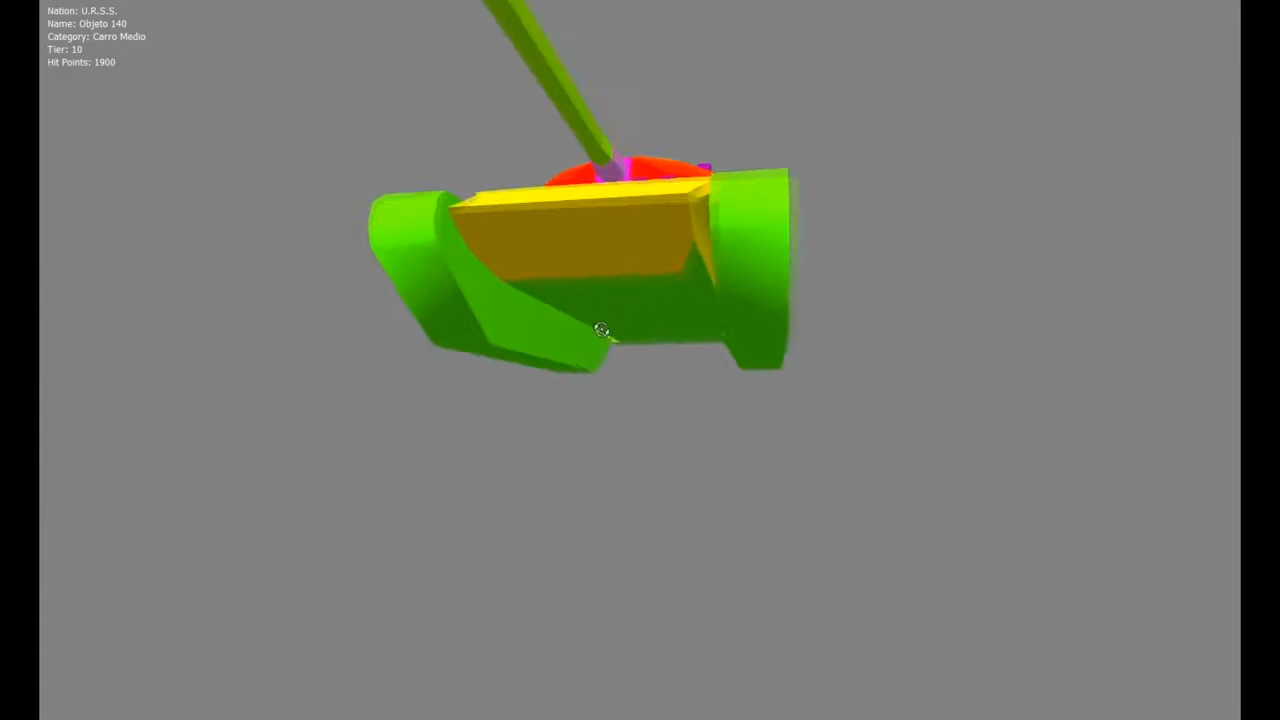 Nation: U.R.S.S.
Name: Objeto 140
Category: Carro Medio
Tier: 10
Hit Points: 1900